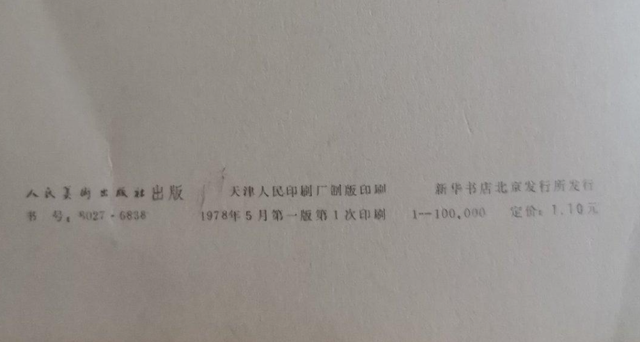 人民美术出版社 出版 天津人民印刷厂制版印刷 新华书店北京发行所发行
书 号：8027·6838 1978年5月第一版第1次印刷 1—100,000 定价：1.10元